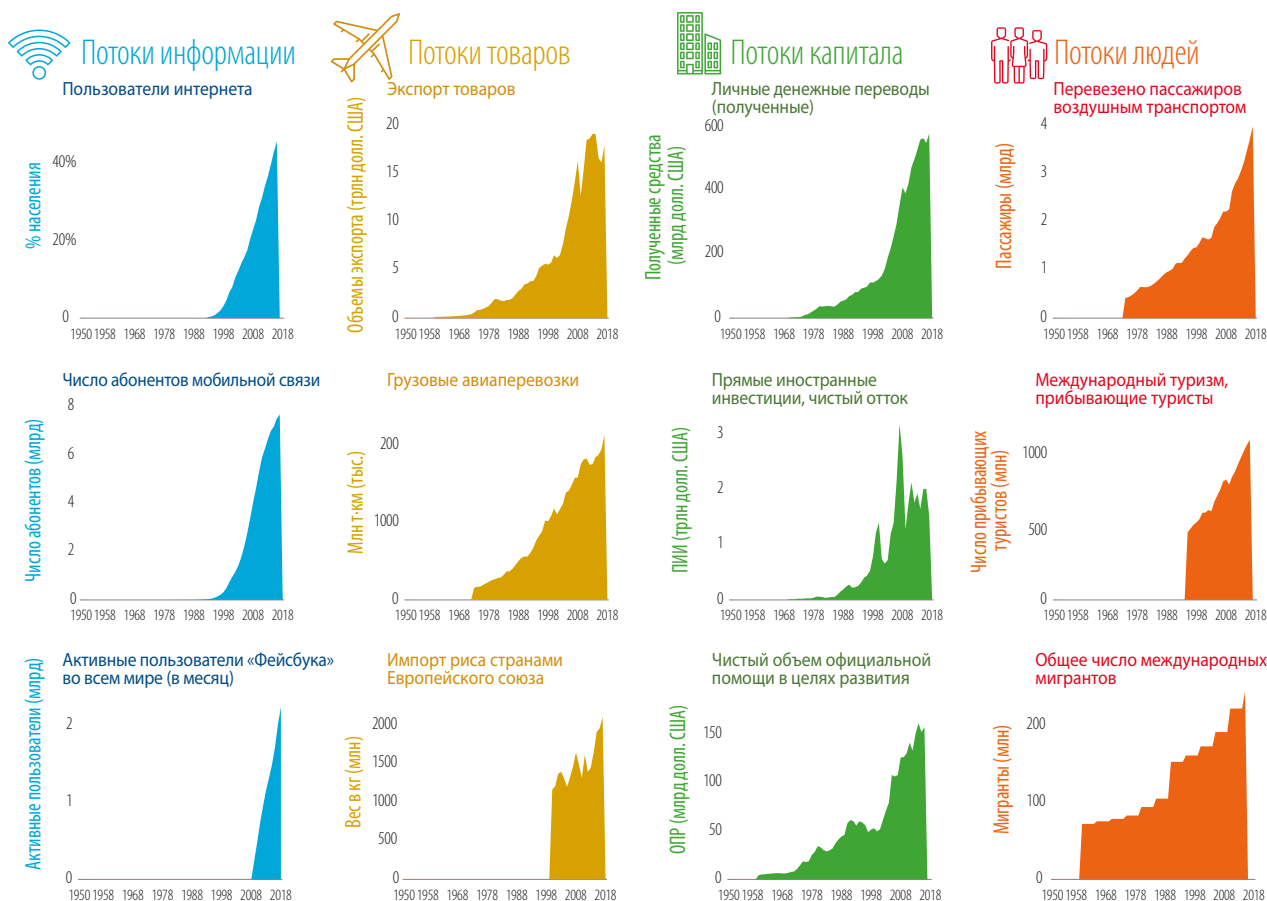 Потоки информации
Пользователи интернета
% населения
40%
20%
0
1950 1958 1968 1978 1988 1998 2008 2018
Число абонентов мобильной связи
Число абонентов (млрд)
8
6
4
2
0
1950 1958 1968 1978 1988 1998 2008 2018
Активные пользователи «Фейсбука»
во всем мире (в месяц)
Активные пользователи (млрд)
2
1
0
1950 1958 1968 1978 1988 1998 2008 2018
Потоки товаров
Экспорт товаров
Объемы экспорта (трлн долл. США)
20
15
10
5
0
1950 1958 1968 1978 1988 1998 2008 2018
Грузовые авиаперевозки
Млн т·км (тыс.)
200
1000
0
1950 1958 1968 1978 1988 1998 2008 2018
Импорт риса странами
Европейского союза
Вес в кг (млн)
2000
1500
1000
500
0
1950 1958 1968 1978 1988 1998 2008 2018
Потоки капитала
Личные денежные переводы
(полученные)
Полученные средства
(млрд долл. США)
600
400
200
0
1950 1958 1968 1978 1988 1998 2008 2018
Прямые иностранные
инвестиции, чистый отток
ПИИ (трлн долл. США)
3
2
1
0
1950 1958 1968 1978 1988 1998 2008 2018
Чистый объем официальной
помощи в целях развития
ОПР (млрд долл. США)
150
100
50
0
1950 1958 1968 1978 1988 1998 2008 2018
Потоки людей
Перевезено пассажиров
воздушным транспортом
Пассажиры (млрд)
4
3
2
1
0
1950 1958 1968 1978 1988 1998 2008 2018
Международный туризм,
прибывающие туристы
Число прибывающих
туристов (млн)
1000
500
0
1950 1958 1968 1978 1988 1998 2008 2018
Общее число международных
мигрантов
Мигранты (млн)
200
100
0
1950 1958 1968 1978 1988 1998 2008 2018